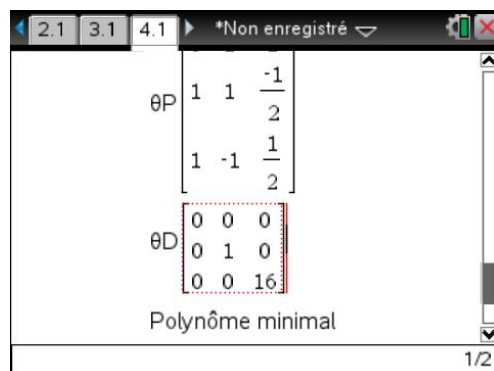 2.1 3.1 4.1 *Non enregistré
θP
1 1 -1/2
1 -1 1/2
θD
0 0 0
0 1 0
0 0 16
Polynôme minimal
1/2